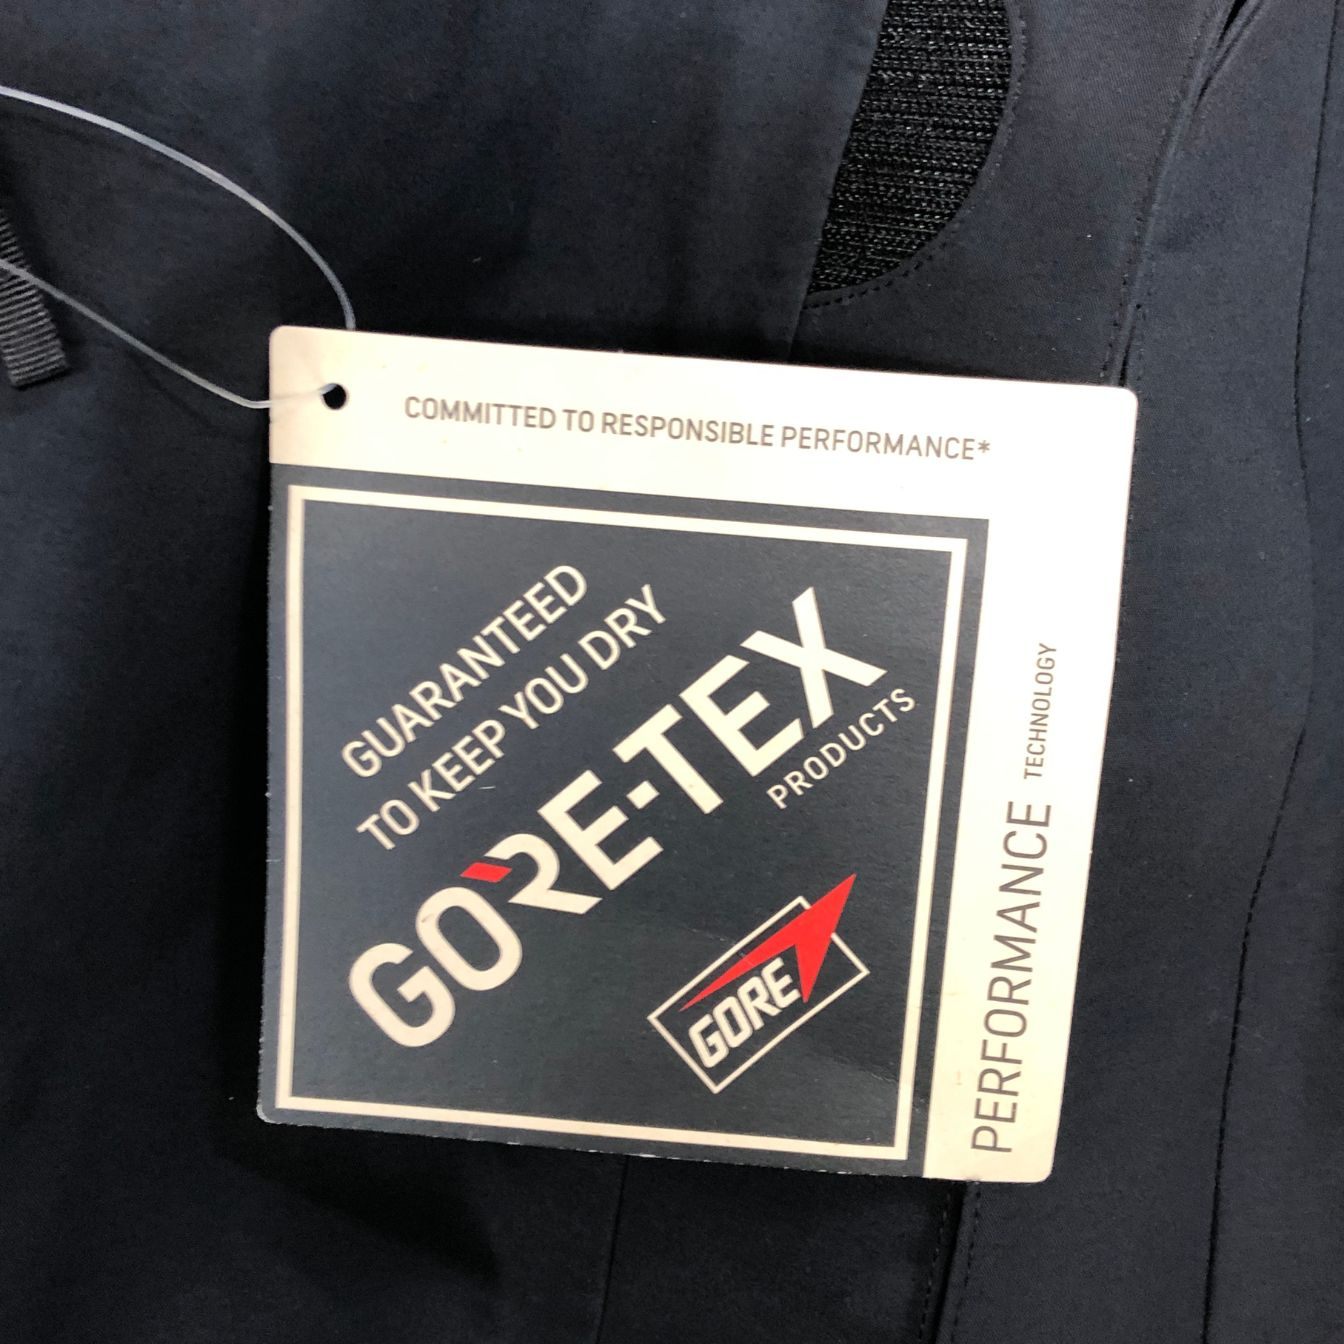 COMMITTED TO RESPONSIBLE PERFORMANCE*
GUARANTEED
TO KEEP YOU DRY
GORE-TEX
PRODUCTS
GORE
PERFORMANCE TECHNOLOGY